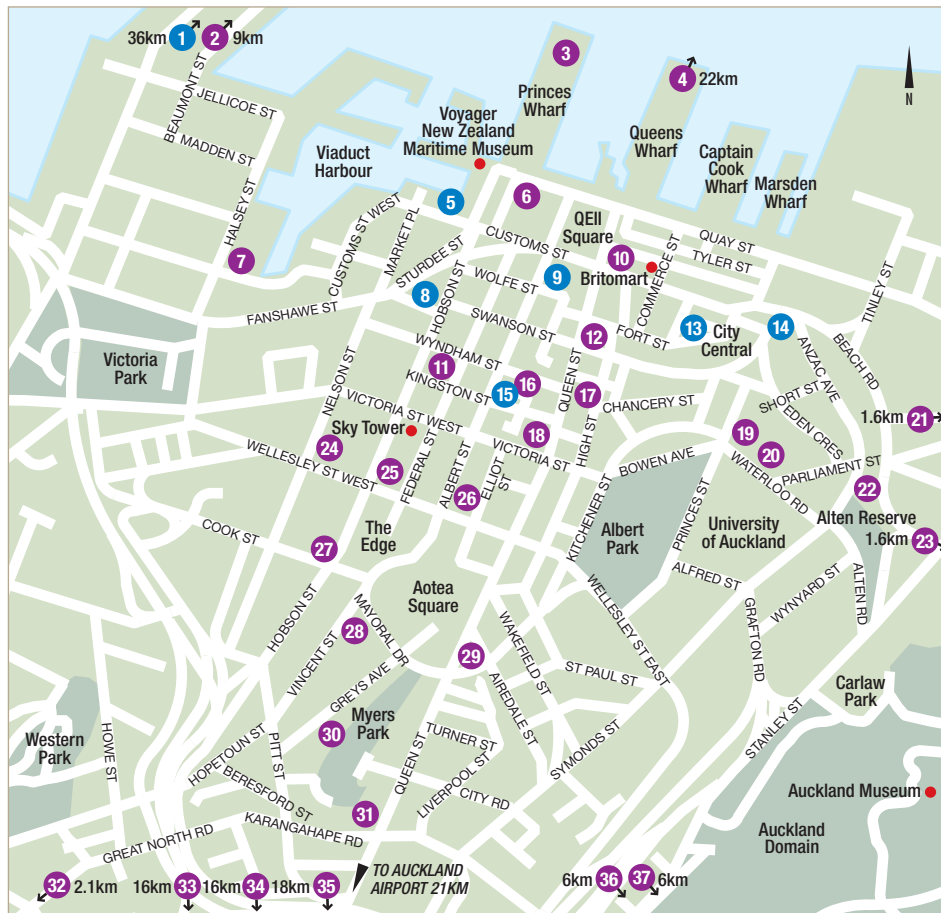 36km 1 2 9km
3
4 22km
N
BEAUMONT ST
JELLICOE ST
MADDEN ST
HALSEY ST
Princes
Wharf
Voyager
New Zealand
Maritime Museum
Viaduct
Harbour
Queens
Wharf
Captain
Cook
Wharf
Marsden
Wharf
5
6
7
CUSTOMS ST WEST
MARKET PL
STURDEE ST
CUSTOMS ST
QEII
Square
QUAY ST
TYLER ST
10
Britomart
COMMERCE ST
TINLEY ST
FANSHAWE ST
8
HOBSON ST
WOLFE ST
9
SWANSON ST
12
FORT ST
13
City
Central
14
ANZAC AVE
BEACH RD
Victoria
Park
NELSON ST
WYNDHAM ST
11
KINGSTON ST
15
16
QUEEN ST
17
HIGH ST
CHANCERY ST
SHORT ST
EDEN CRES
1.6km 21
VICTORIA ST WEST
Sky Tower
18
VICTORIA ST
19
20
BOWEN AVE
WATERLOO RD
PARLIAMENT ST
22
24
25
FEDERAL ST
ALBERT ST
26
ELLIOT
ST
WELLESLEY ST WEST
KITCHENER ST
Albert
Park
PRINCES ST
University
of Auckland
Alten Reserve
1.6km 23
COOK ST
27
The
Edge
Aotea
Square
ALFRED ST
WYNYARD ST
ALTEN RD
HOBSON ST
VINCENT ST
28
MAYORAL DR
GREYS AVE
29
WAKEFIELD ST
AIREDALE ST
WELLESLEY ST EAST
ST PAUL ST
GRAFTON RD
STANLEY ST
Carlaw
Park
Western
Park
HOWE ST
HOPETOUN ST
PITT ST
30
Myers
Park
QUEEN ST
TURNER ST
LIVERPOOL ST
SYMONDS ST
CITY RD
BERESFORD ST
31
KARANGAHAPE RD
GREAT NORTH RD
Auckland Museum
Auckland
Domain
32 2.1km
16km 33
16km 34
18km 35
TO AUCKLAND
AIRPORT 21KM
6km 36
37 6km